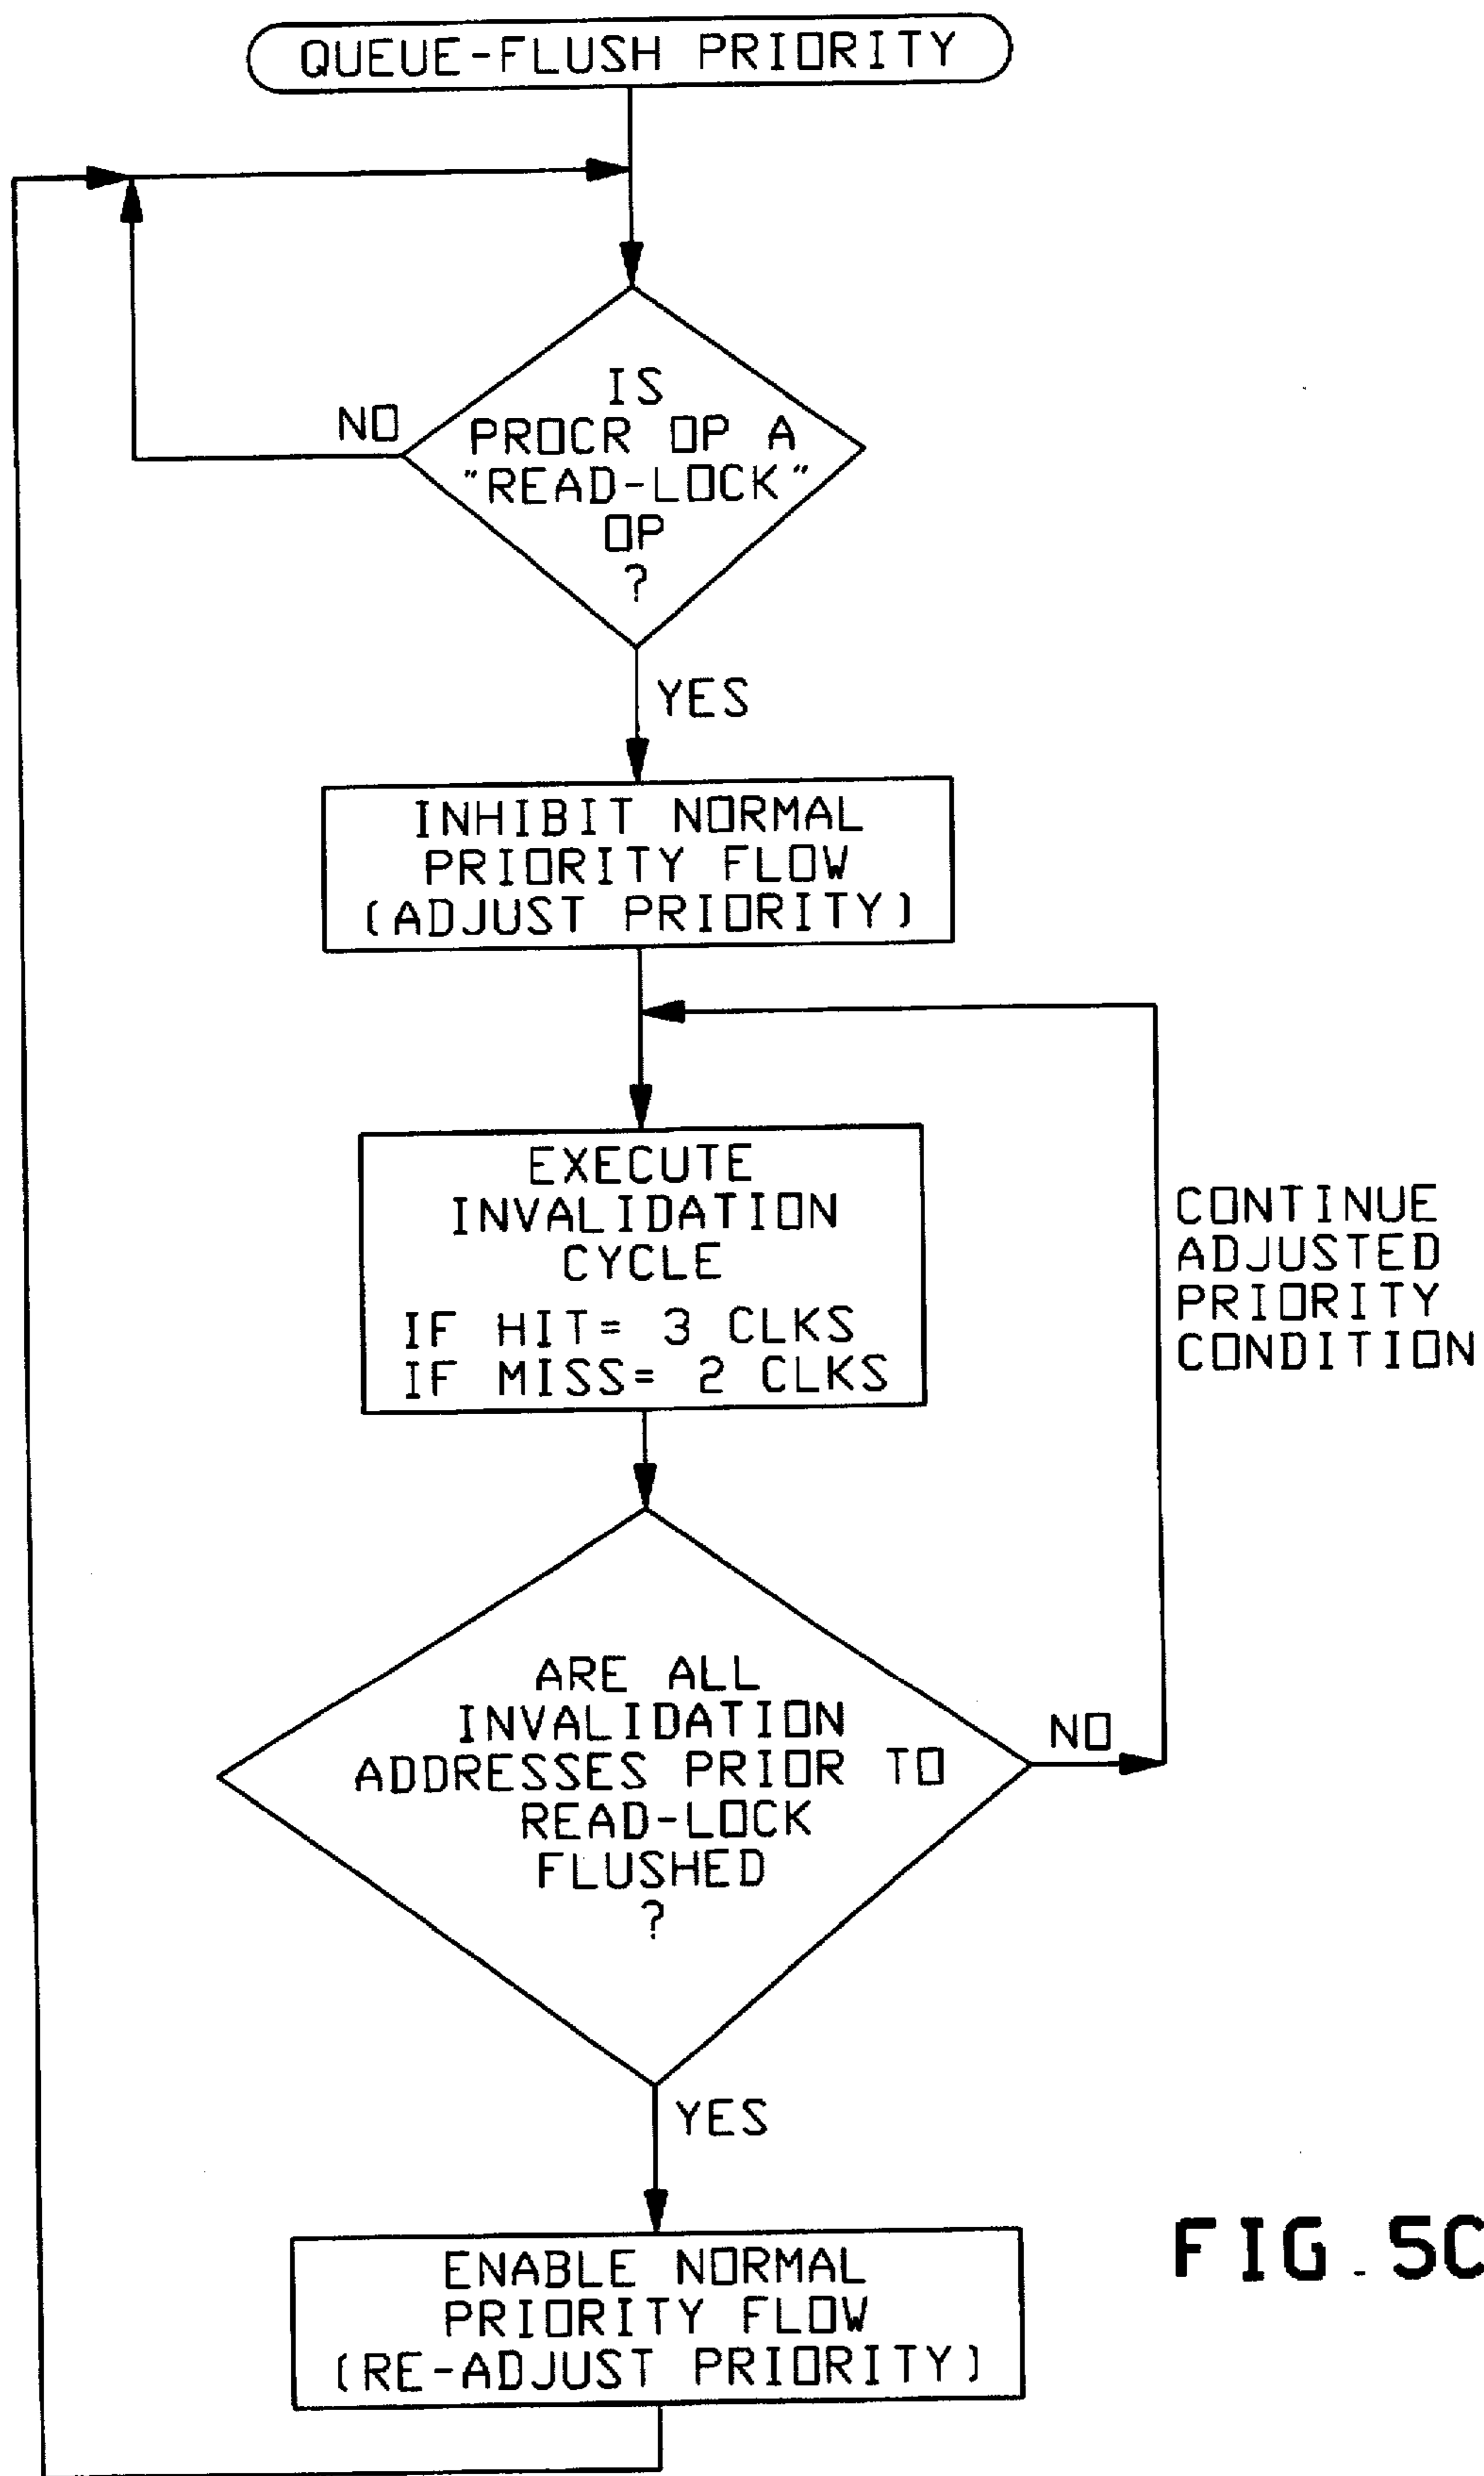 QUEUE-FLUSH PRIORITY
IS
PROCR OP A
"READ-LOCK"
OP
?
NO
YES
INHIBIT NORMAL
PRIORITY FLOW
(ADJUST PRIORITY)
EXECUTE
INVALIDATION
CYCLE
IF HIT= 3 CLKS
IF MISS= 2 CLKS
CONTINUE
ADJUSTED
PRIORITY
CONDITION
ARE ALL
INVALIDATION
ADDRESSES PRIOR TO
READ-LOCK
FLUSHED
?
NO
YES
ENABLE NORMAL
PRIORITY FLOW
(RE-ADJUST PRIORITY)
FIG.5C